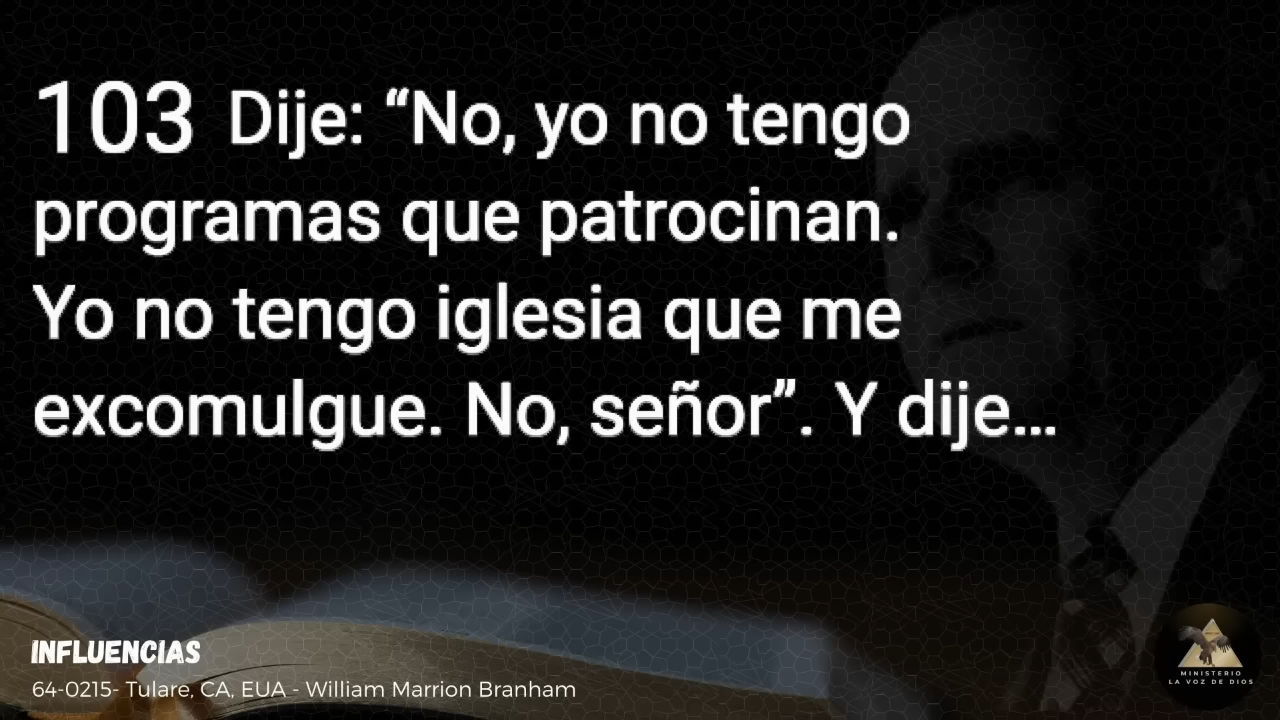 103 Dije: “No, yo no tengo
programas que patrocinan.
Yo no tengo iglesia que me
excomulgue. No, señor”. Y dije...
INFLUENCIAS
64-0215- Tulare, CA, EUA - William Marrion Branham
MINISTERIO
LA VOZ DE DIOS